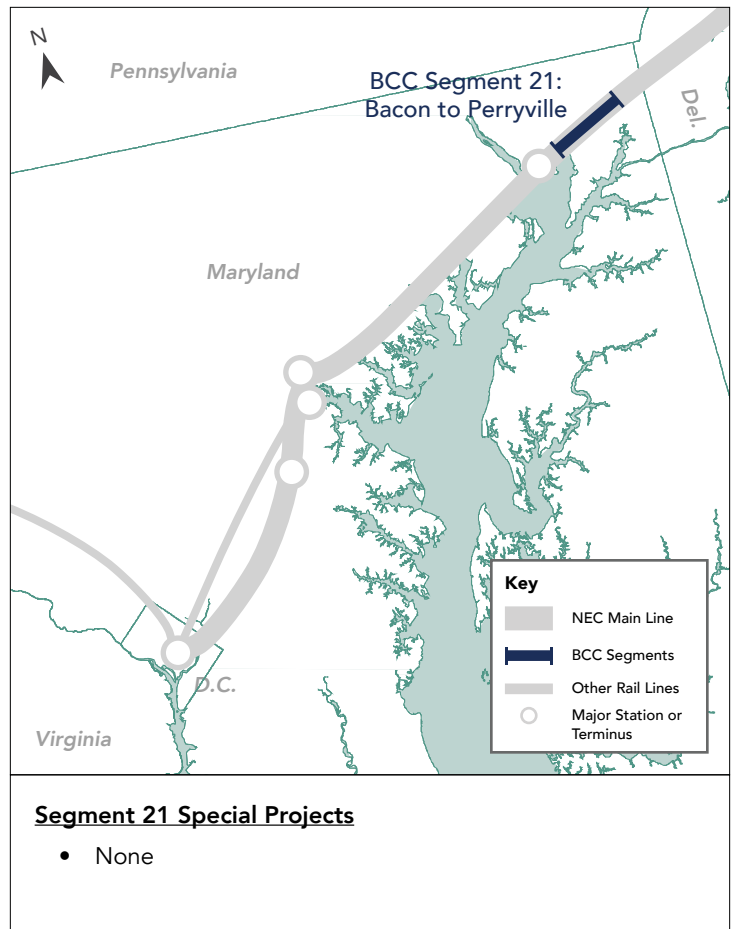 N
Pennsylvania
BCC Segment 21:
Bacon to Perryville
Del.
Maryland
Key
NEC Main Line
BCC Segments
Other Rail Lines
Major Station or
Terminus
D.C.
Virginia
Segment 21 Special Projects
• None